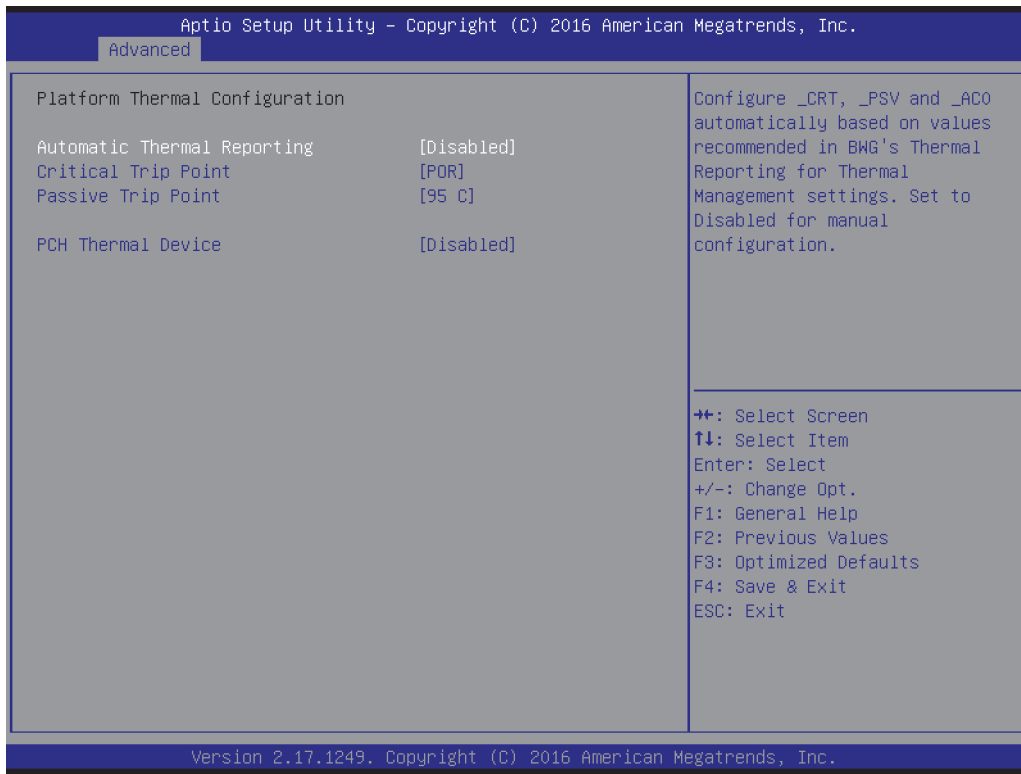 Aptio Setup Utility – Copyright (C) 2016 American Megatrends, Inc.
Advanced
Platform Thermal Configuration
Automatic Thermal Reporting [Disabled]
Critical Trip Point [POR]
Passive Trip Point [95 C]
PCH Thermal Device [Disabled]
Configure _CRT, _PSV and _AC0
automatically based on values
recommended in BWG's Thermal
Reporting for Thermal
Management settings. Set to
Disabled for manual
configuration.
→←: Select Screen
↑↓: Select Item
Enter: Select
+/-: Change Opt.
F1: General Help
F2: Previous Values
F3: Optimized Defaults
F4: Save & Exit
ESC: Exit
Version 2.17.1249. Copyright (C) 2016 American Megatrends, Inc.